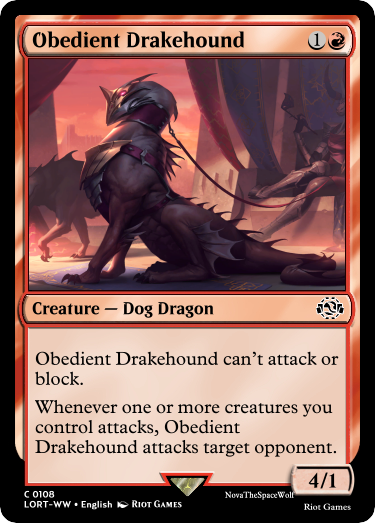 Obedient Drakehound 1
Creature — Dog Dragon
Obedient Drakehound can't attack or
block.
Whenever one or more creatures you
control attacks, Obedient
Drakehound attacks target opponent.
4/1
C 0108
LORT-WW • English Riot Games
NovaTheSpaceWolf
Riot Games